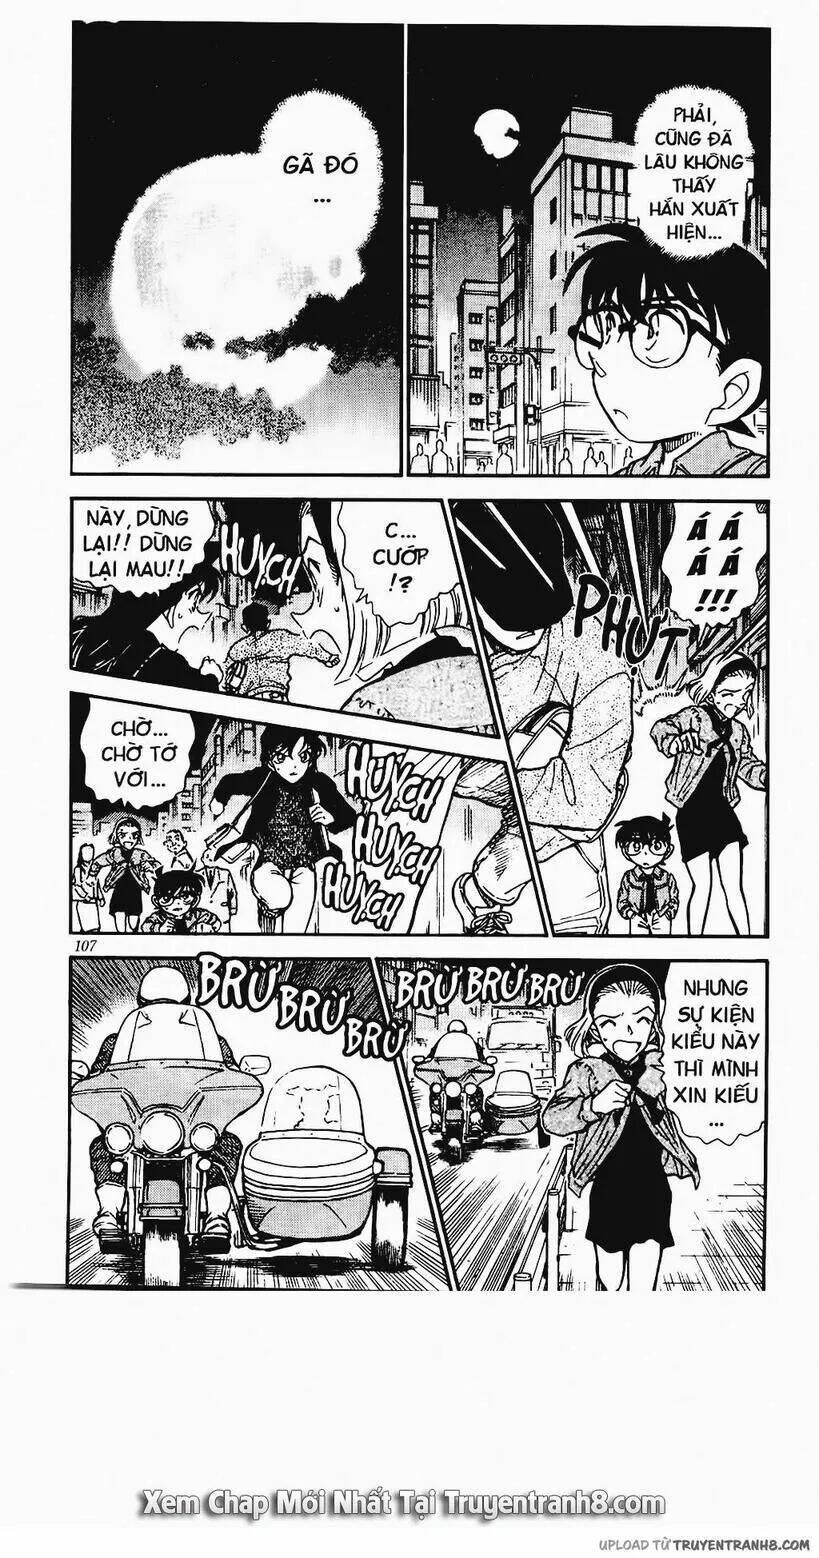 PHẢI,
CŨNG ĐÃ
LÂU KHÔNG
THẤY
HẮN XUẤT
HIỆN...
GÃ ĐÓ
...
Á Á
Á Á
!!!
PHỰT
C...
CƯỚP
!?
HUỴCH
NÀY, DỪNG
LẠI!! DỪNG
LẠI MAU!!
CHỜ...
CHỜ TỚ
VỚI...
HUỴCH
HUỴCH
HUỴCH
107
NHƯNG
SỰ KIỆN
KIỂU NÀY
THÌ MÌNH
XIN KIẾU
...
BRỪ BRỪ BRỪ
BRỪ BRỪ BRỪ
Xem Chap Mới Nhất Tại Truyentranh8.com
UPLOAD TỪ TRUYENTRANH8.COM